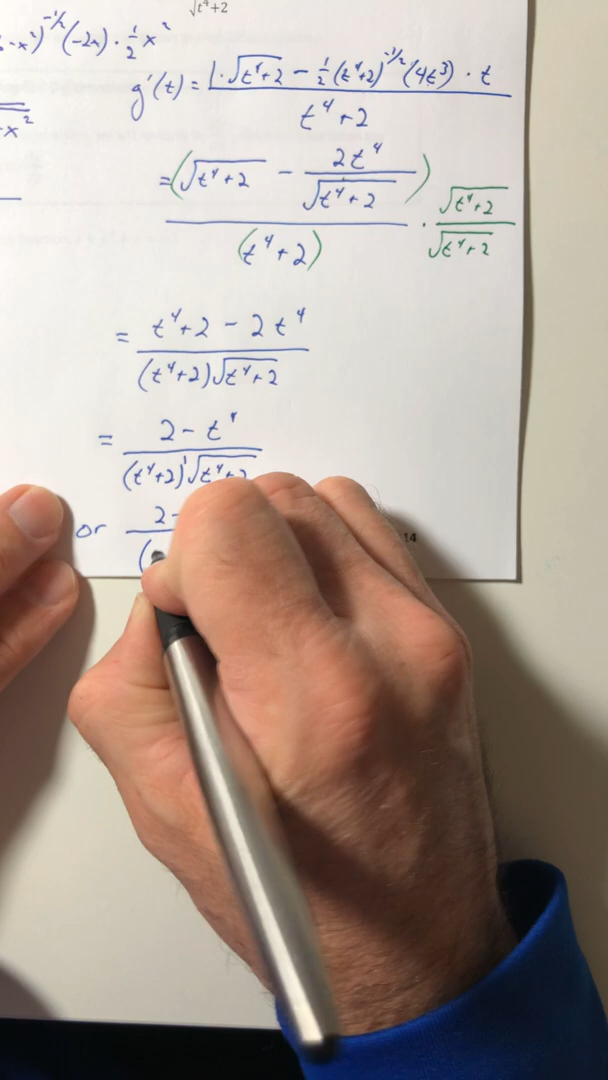 √t⁴+2
-x²)^-1/2 (-2x) · 1/2 x²
g'(t) = (1 · √(t⁴+2) - 1/2 (t⁴+2)^-1/2 (4t³) · t) / (t⁴+2)
-x²
= (√(t⁴+2) - 2t⁴/√(t⁴+2)) / (t⁴+2) · √(t⁴+2)/√(t⁴+2)
= (t⁴+2 - 2t⁴) / ((t⁴+2)√(t⁴+2))
= (2 - t⁴) / ((t⁴+2)¹√(t⁴+2))
or 2- / (
14